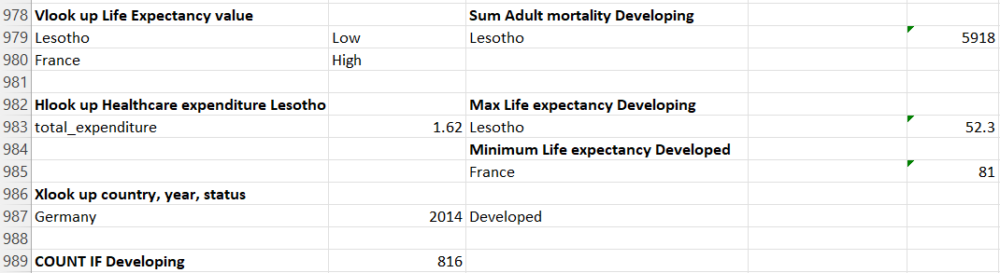 978 Vlook up Life Expectancy value Sum Adult mortality Developing
979 Lesotho Low Lesotho 5918
980 France High
981
982 Hlook up Healthcare expenditure Lesotho Max Life expectancy Developing
983 total_expenditure 1.62 Lesotho 52.3
984 Minimum Life expectancy Developed
985 France 81
986 Xlook up country, year, status
987 Germany 2014 Developed
988
989 COUNT IF Developing 816